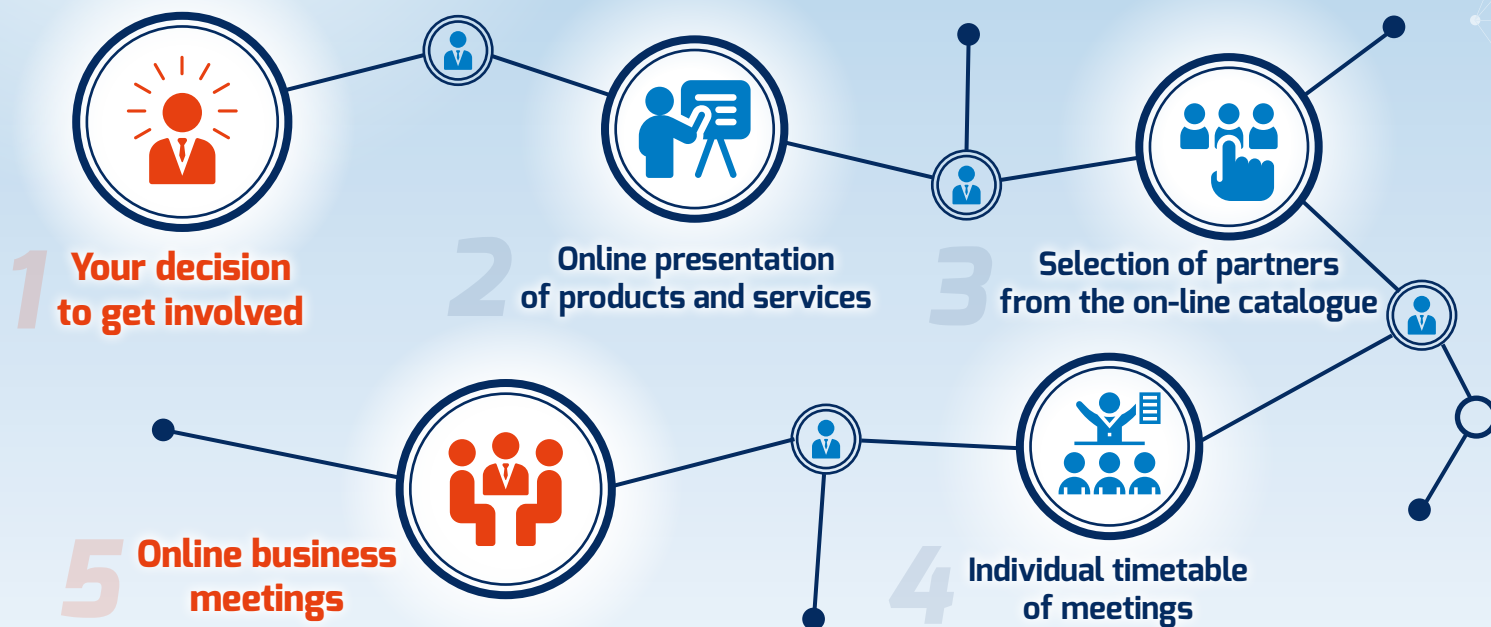 1
Your decision
to get involved
2
Online presentation
of products and services
3
Selection of partners
from the on-line catalogue
4
Individual timetable
of meetings
5
Online business
meetings